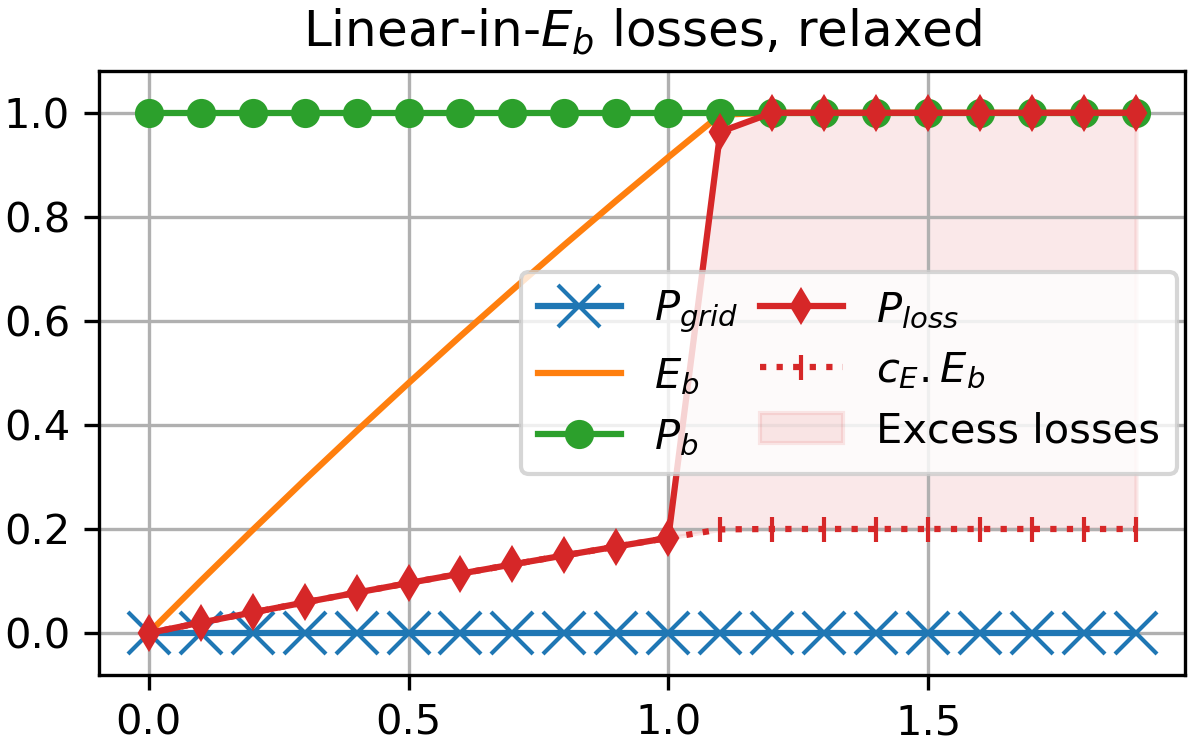 Linear-in-E_b losses, relaxed
1.0
0.8
0.6
0.4
0.2
0.0
P_grid
E_b
P_b
P_loss
c_E.E_b
Excess losses
0.0 0.5 1.0 1.5